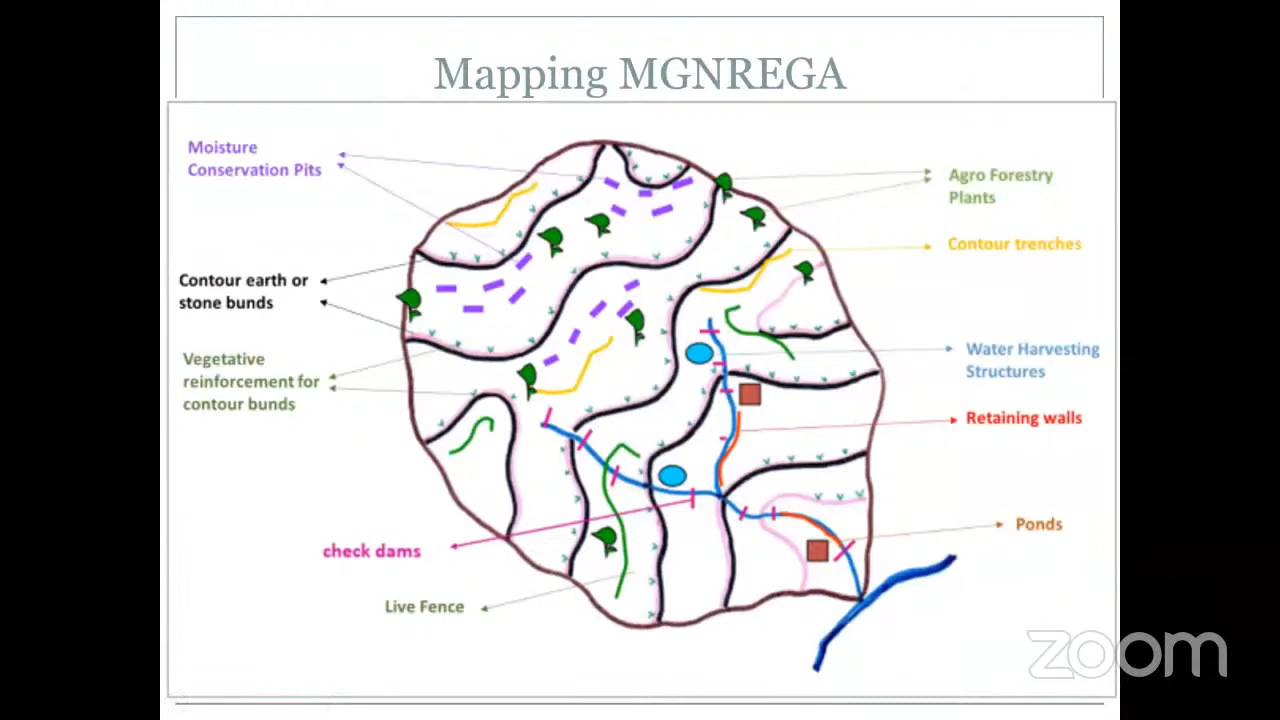 Mapping MGNREGA
Moisture
Conservation Pits
Agro Forestry
Plants
Contour trenches
Contour earth or
stone bunds
Water Harvesting
Structures
Vegetative
reinforcement for
contour bunds
Retaining walls
Ponds
check dams
Live Fence
zoom